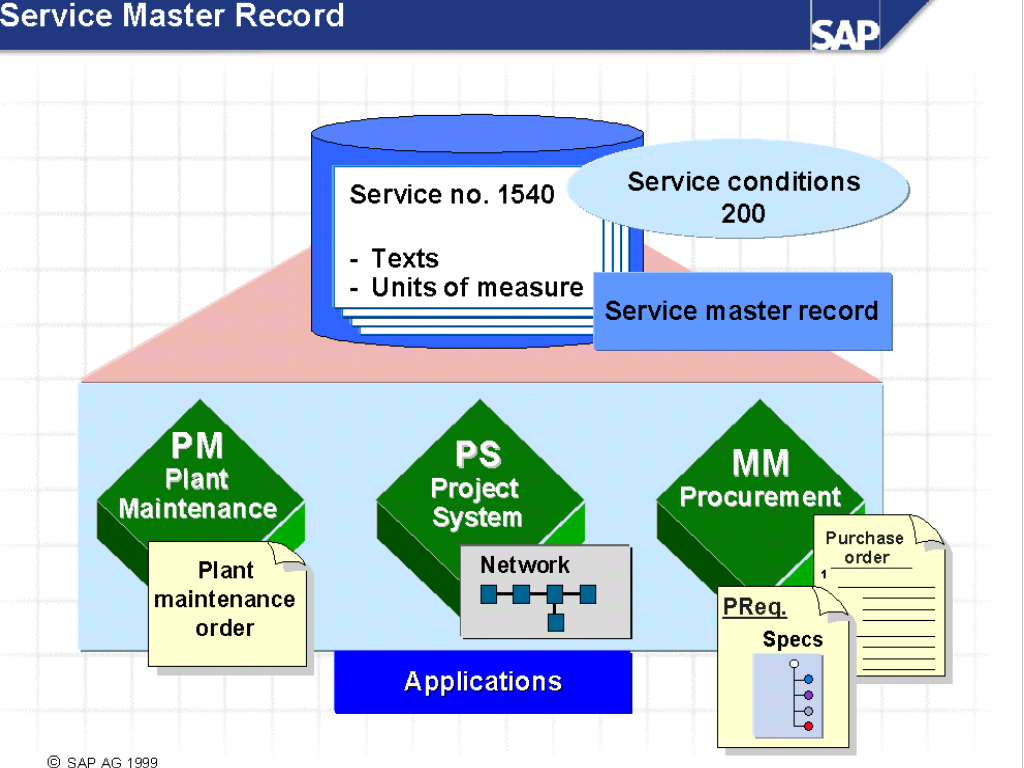 Service Master Record
SAP
Service no. 1540
- Texts
- Units of measure
Service conditions
200
Service master record
PM
Plant
Maintenance
Plant
maintenance
order
PS
Project
System
Network
MM
Procurement
Purchase
order
1
PReq.
Specs
Applications
© SAP AG 1999